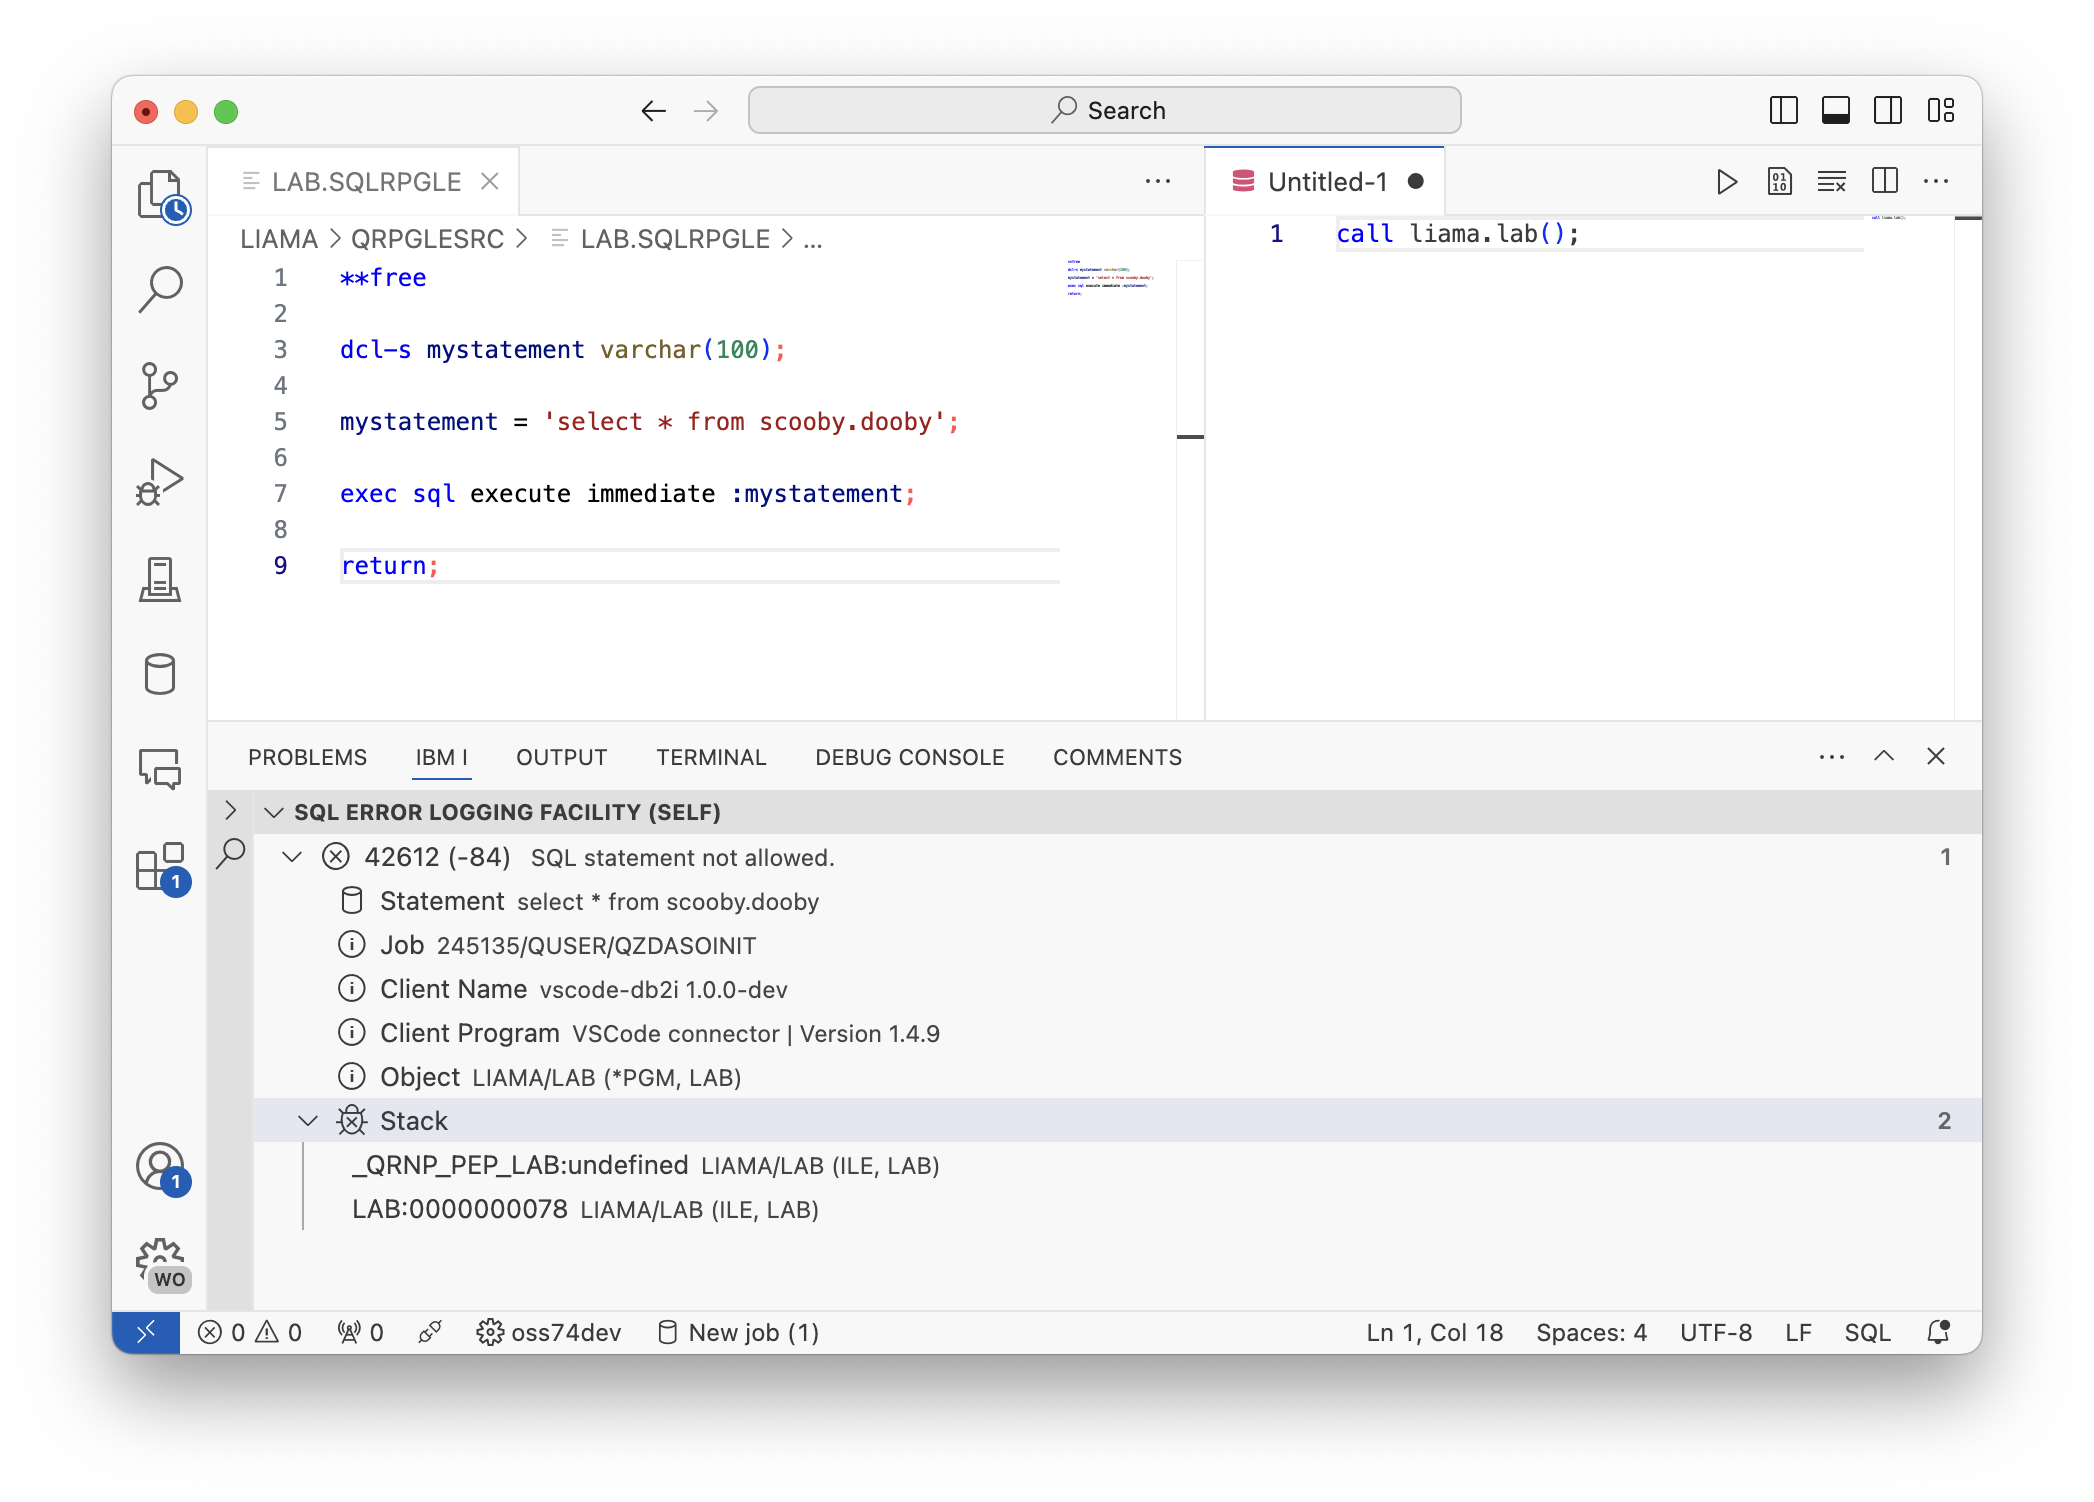 Search
LAB.SQLRPGLE
Untitled-1
LIAMA > QRPGLESRC > LAB.SQLRPGLE > ...
1 **free
2
3 dcl-s mystatement varchar(100);
4
5 mystatement = 'select * from scooby.dooby';
6
7 exec sql execute immediate :mystatement;
8
9 return;
1 call liama.lab();
PROBLEMS IBM I OUTPUT TERMINAL DEBUG CONSOLE COMMENTS
SQL ERROR LOGGING FACILITY (SELF)
42612 (-84) SQL statement not allowed. 1
Statement select * from scooby.dooby
Job 245135/QUSER/QZDASOINIT
Client Name vscode-db2i 1.0.0-dev
Client Program VSCode connector | Version 1.4.9
Object LIAMA/LAB (*PGM, LAB)
Stack 2
_QRNP_PEP_LAB:undefined LIAMA/LAB (ILE, LAB)
LAB:0000000078 LIAMA/LAB (ILE, LAB)
1
1
WO
0 0 0 oss74dev New job (1) Ln 1, Col 18 Spaces: 4 UTF-8 LF SQL